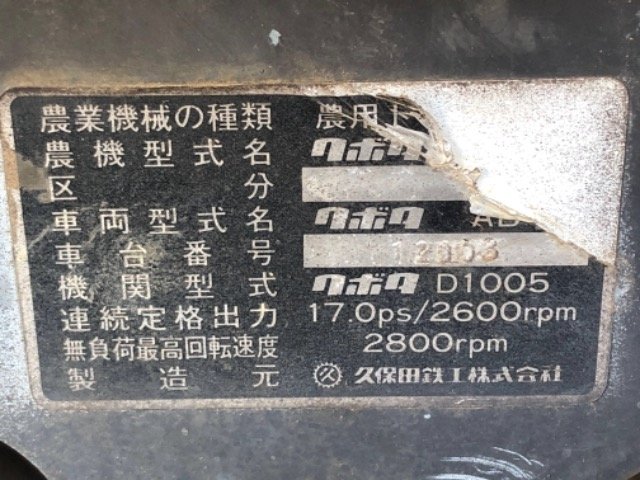 農業機械の種類 農用ト
農機型式名 クボタ
区分
車両型式名 クボタ AD
車台番号 12803
機関型式 クボタ D1005
連続定格出力 17.0ps/2600rpm
無負荷最高回転速度 2800rpm
製造元 久保田鉄工株式会社